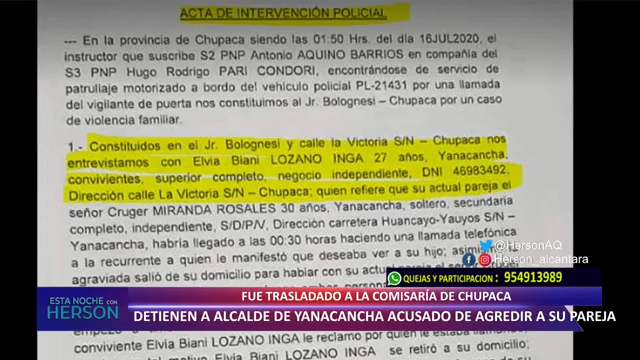 ACTA DE INTERVENCIÓN POLICIAL
--- En la provincia de Chupaca siendo las 01:50 Hrs. del día 16JUL2020, el
instructor que suscribe S2 PNP Antonio AQUINO BARRIOS en compañía del
S3 PNP Hugo Rodrigo PARI CONDORI, encontrándose de servicio de
patrullaje motorizado a bordo del vehículo policial PL-21431 por una llamada
del vigilante de puerta nos constituimos al Jr. Bolognesi – Chupaca por un caso
de violencia familiar.
1.- Constituidos en el Jr. Bolognesi y calle la Victoria S/N – Chupaca nos
entrevistamos con Elvia Biani LOZANO INGA 27 años, Yanacancha,
convivientes, superior completo, negocio independiente, DNI 46983492,
Dirección calle La Victoria S/N – Chupaca; quien refiere que su actual pareja el
señor Cruger MIRANDA ROSALES 30 años, Yanacancha, soltero, secundaria
completo, independiente, S/D/P/V, Dirección carretera Huancayo-Yauyos S/N –
Yanacancha, habría llegado a las 00:30 horas haciendo una llamada telefónica
a la recurrente a quien le manifestó que deseaba ver a su hijo;
@HersonAQ
agraviada salió de su domicilio para hablar con su actual
Herson_alcantara
QUEJAS Y PARTICIPACION : 954913989
ESTA NOCHE CON
HERSON
FUE TRASLADADO A LA COMISARÍA DE CHUPACA
DETIENEN A ALCALDE DE YANACANCHA ACUSADO DE AGREDIR A SU PAREJA
conviviente Elvia Biani LOZANO INGA le reclamo por que le estaba
Elvia Biani LOZANO INGA se retiró a su domicilio;